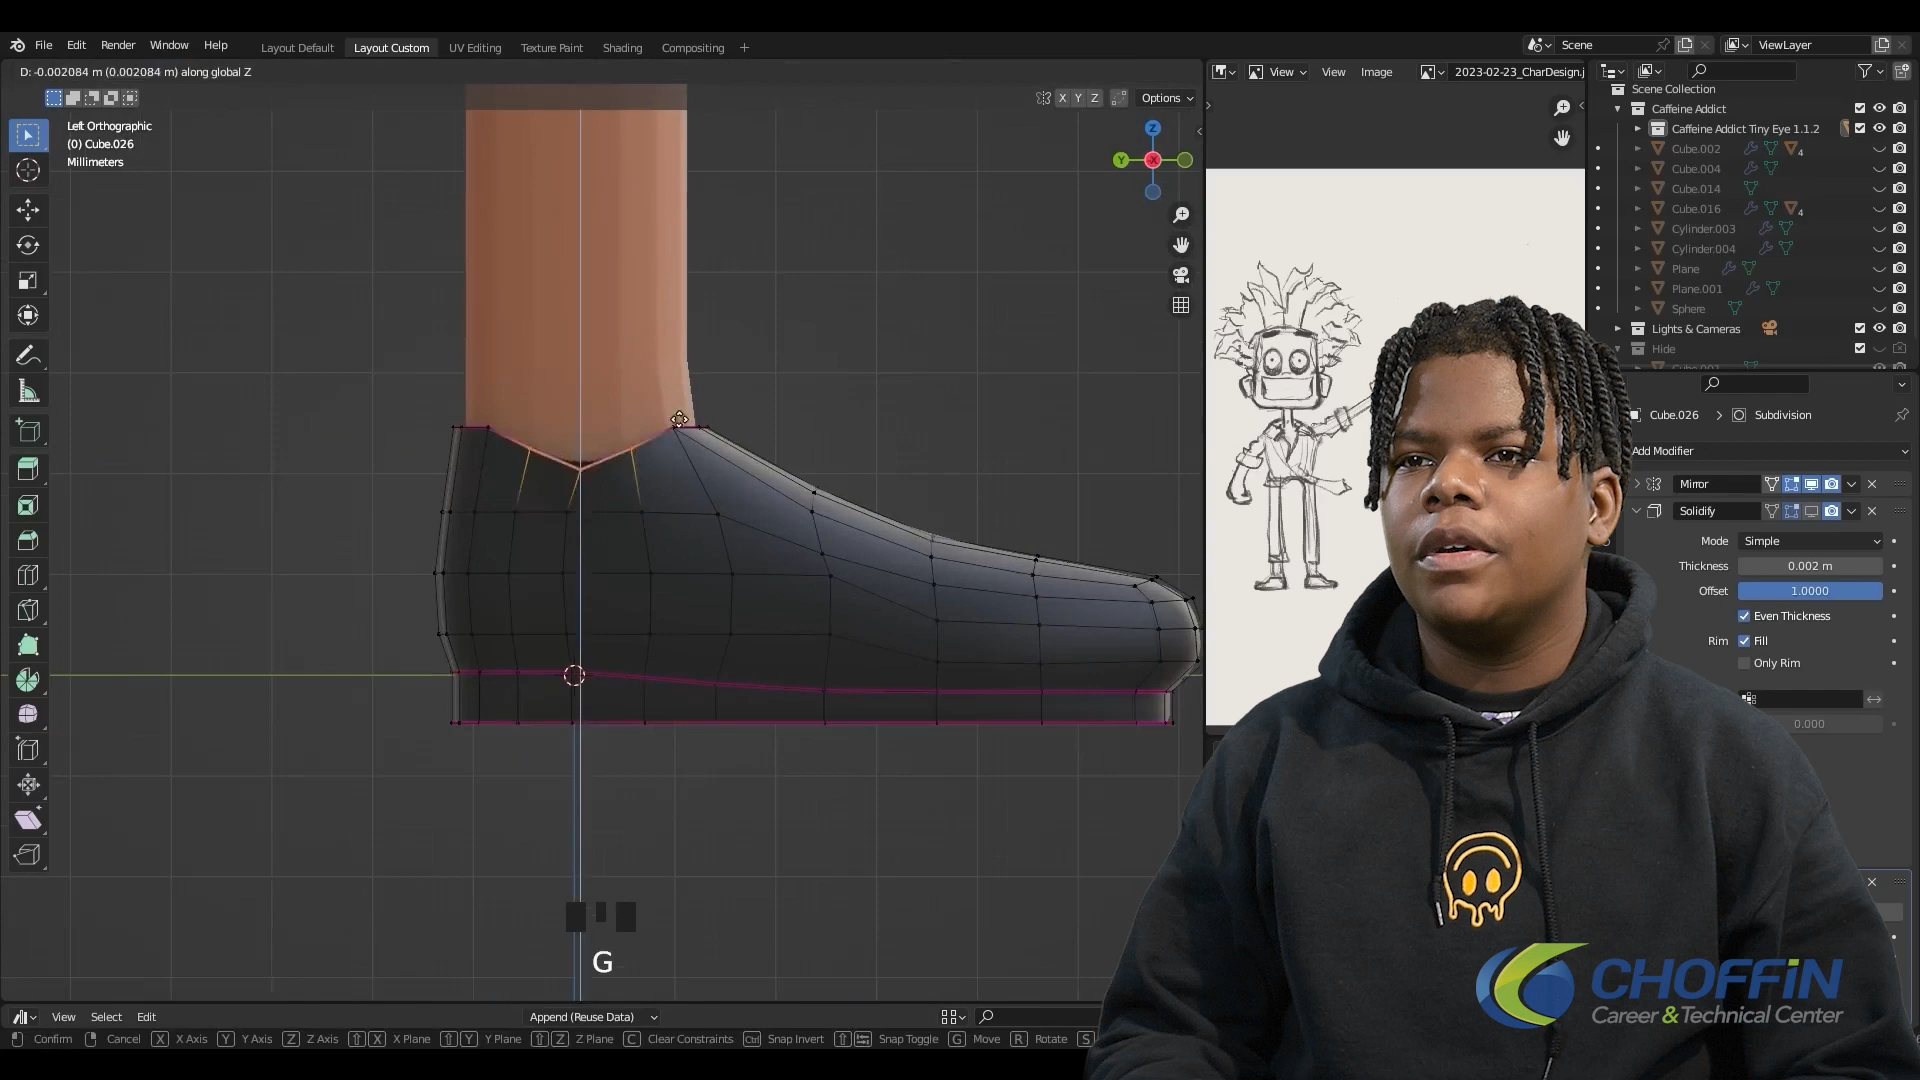 File Edit Render Window Help
Layout Default Layout Custom UV Editing Texture Paint Shading Compositing +
Scene
ViewLayer
D: -0.002084 m (0.002084 m) along global Z
View View Image 2023-02-23_CharDesign.j
X Y Z Options
Left Orthographic
(0) Cube.026
Millimeters
Z
Y X
Scene Collection
Caffeine Addict
Caffeine Addict Tiny Eye 1.1.2
Cube.002 4
Cube.004
Cube.014
Cube.016 4
Cylinder.003
Cylinder.004
Plane
Plane.001
Sphere
Lights & Cameras
Hide
Cube.026 > Subdivision
Add Modifier
Mirror
Solidify
Mode Simple
Thickness 0.002 m
Offset 1.0000
Even Thickness
Rim Fill
Only Rim
0.000
G
View Select Edit Append (Reuse Data)
Confirm Cancel X X Axis Y Y Axis Z Z Axis X X Plane Y Y Plane Z Z Plane C Clear Constraints Ctrl Snap Invert Snap Toggle G Move R Rotate S
CHOFFiN
Career & Technical Center